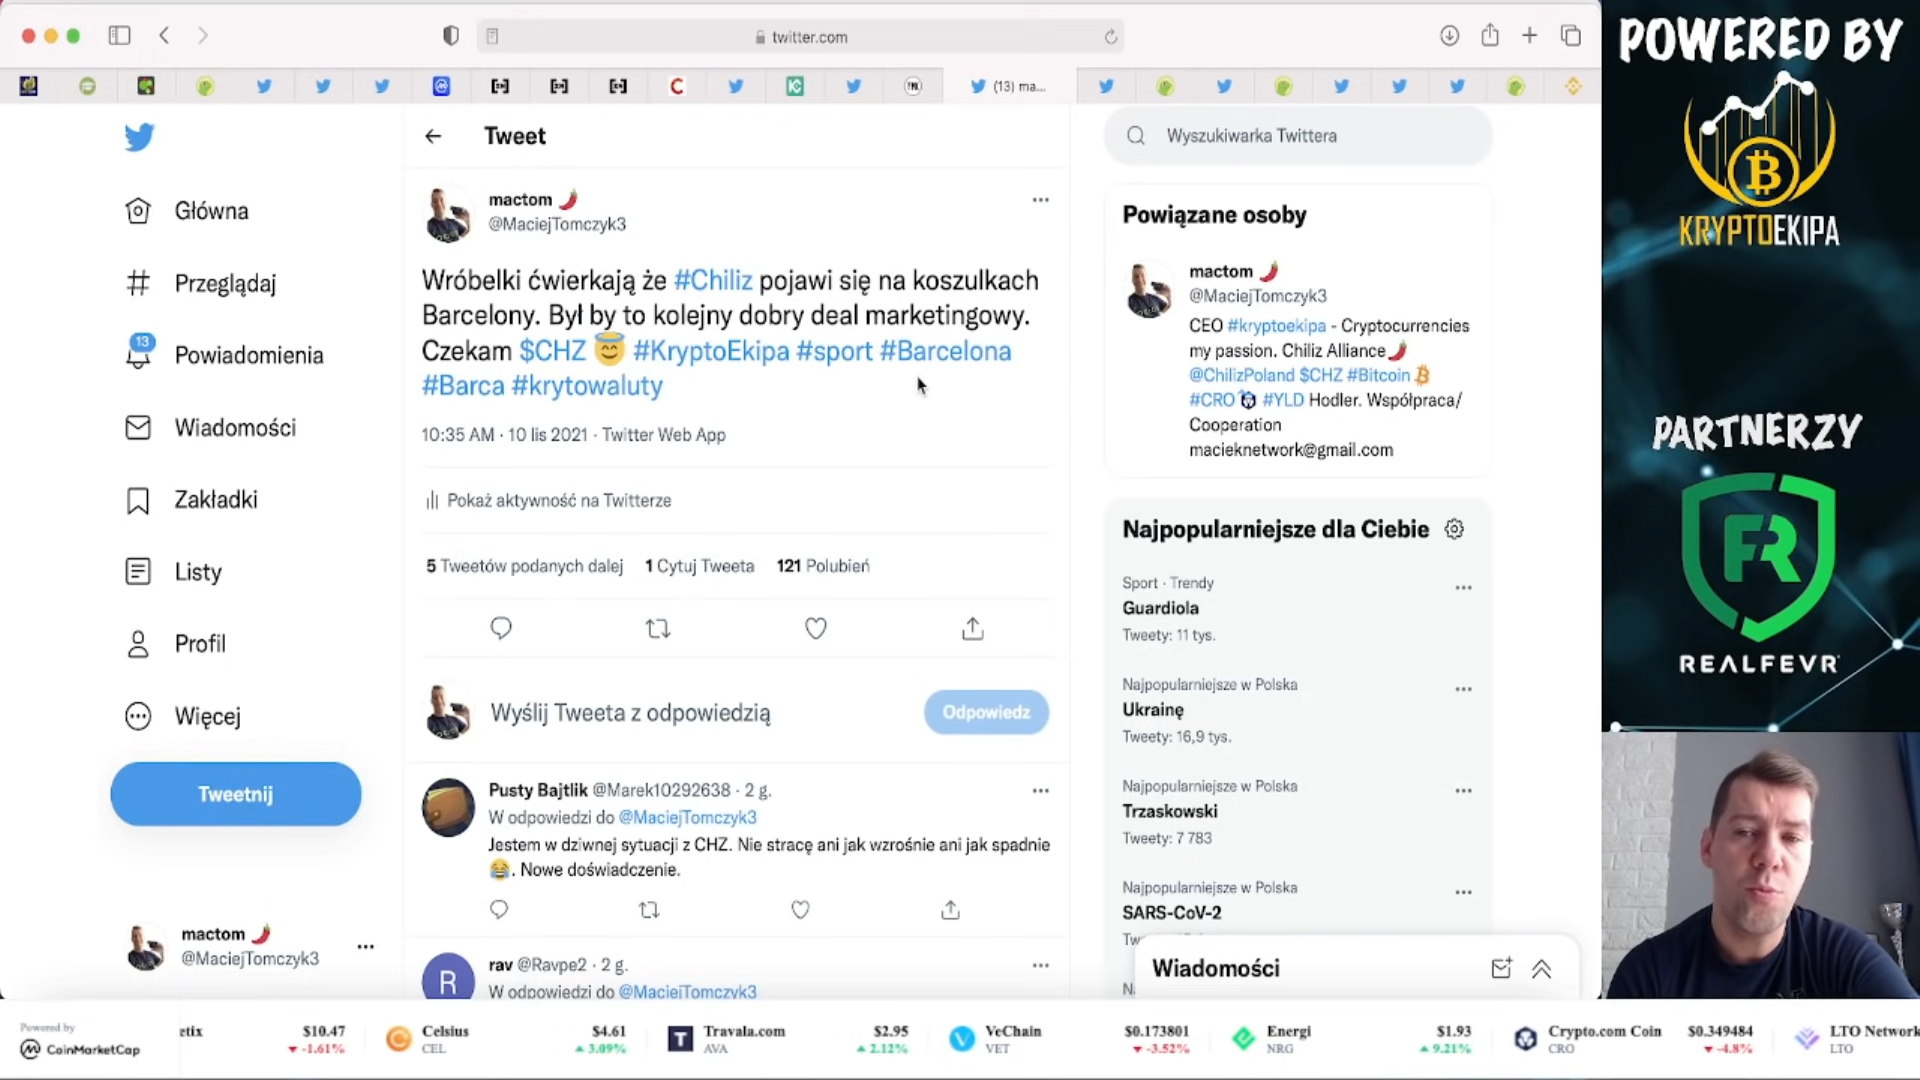 twitter.com
(13) ma...
Tweet
Wyszukiwarka Twittera
Główna
Przeglądaj
13
Powiadomienia
Wiadomości
Zakładki
Listy
Profil
Więcej
Tweetnij
mactom
@MaciejTomczyk3
mactom
@MaciejTomczyk3
Wróbelki ćwierkają że #Chiliz pojawi się na koszulkach
Barcelony. Był by to kolejny dobry deal marketingowy.
Czekam $CHZ #KryptoEkipa #sport #Barcelona
#Barca #krytowaluty
10:35 AM · 10 lis 2021 · Twitter Web App
Pokaż aktywność na Twitterze
5 Tweetów podanych dalej 1 Cytuj Tweeta 121 Polubień
Wyślij Tweeta z odpowiedzią
Odpowiedz
Pusty Bajtlik @Marek10292638 · 2 g.
W odpowiedzi do @MaciejTomczyk3
Jestem w dziwnej sytuacji z CHZ. Nie stracę ani jak wzrośnie ani jak spadnie
. Nowe doświadczenie.
R
rav @Ravpe2 · 2 g.
W odpowiedzi do @MaciejTomczyk3
Powiązane osoby
mactom
@MaciejTomczyk3
CEO #kryptoekipa - Cryptocurrencies
my passion. Chiliz Alliance
@ChilizPoland $CHZ #Bitcoin
#CRO #YLD Hodler. Współpraca/
Cooperation
macieknetwork@gmail.com
Najpopularniejsze dla Ciebie
Sport · Trendy
Guardiola
Tweety: 11 tys.
Najpopularniejsze w Polska
Ukrainę
Tweety: 16,9 tys.
Najpopularniejsze w Polska
Trzaskowski
Tweety: 7 783
Najpopularniejsze w Polska
SARS-CoV-2
Wiadomości
POWERED BY
KRYPTOEKIPA
PARTNERZY
FR
REALFEVR
Powered by
CoinMarketCap
etix $10.47 -1.61%
Celsius CEL $4.61 3.09%
Travala.com AVA $2.95 2.12%
VeChain VET $0.173801 -3.52%
Energi NRG $1.93 9.21%
Crypto.com Coin CRO $0.349484 -4.8%
LTO Network LTO